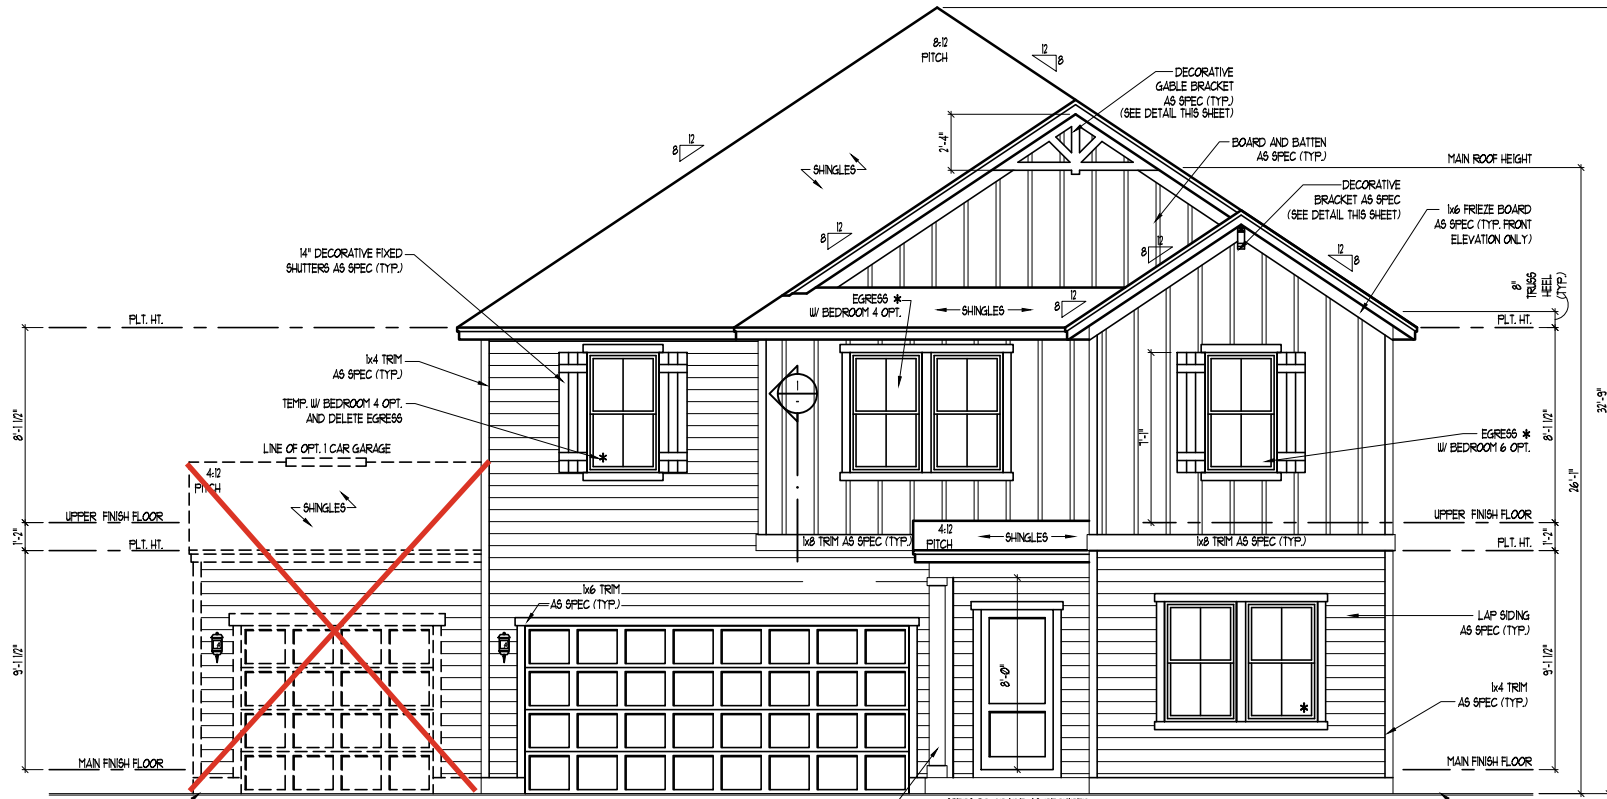 8:12
PITCH
12
8
DECORATIVE
GABLE BRACKET
AS SPEC (TYP.)
(SEE DETAIL THIS SHEET)
2'-4"
12
8
BOARD AND BATTEN
AS SPEC (TYP.)
MAIN ROOF HEIGHT
SHINGLES
DECORATIVE
BRACKET AS SPEC
(SEE DETAIL THIS SHEET)
1x6 FRIEZE BOARD
AS SPEC (TYP. FRONT
ELEVATION ONLY)
12
8
12
8
12
8
14" DECORATIVE FIXED
SHUTTERS AS SPEC (TYP.)
8"
TRUSS
HEEL
(TYP.)
EGRESS *
W/ BEDROOM 4 OPT.
SHINGLES
12
8
PLT. HT.
PLT. HT.
1x4 TRIM
AS SPEC (TYP.)
TEMP. W/ BEDROOM 4 OPT.
AND DELETE EGRESS
8'-1 1/2"
7'-1"
8'-1 1/2"
32'-9"
EGRESS *
W/ BEDROOM 6 OPT.
LINE OF OPT. 1 CAR GARAGE
*
4:12
PITCH
SHINGLES
26'-1"
UPPER FINISH FLOOR
UPPER FINISH FLOOR
1'-2"
PLT. HT.
1x8 TRIM AS SPEC (TYP.)
4:12
PITCH
SHINGLES
1x8 TRIM AS SPEC (TYP.)
PLT. HT.
1'-2"
1x6 TRIM
AS SPEC (TYP.)
LAP SIDING
AS SPEC (TYP.)
9'-1 1/2"
8'-0"
9'-1 1/2"
1x4 TRIM
AS SPEC (TYP.)
*
MAIN FINISH FLOOR
MAIN FINISH FLOOR